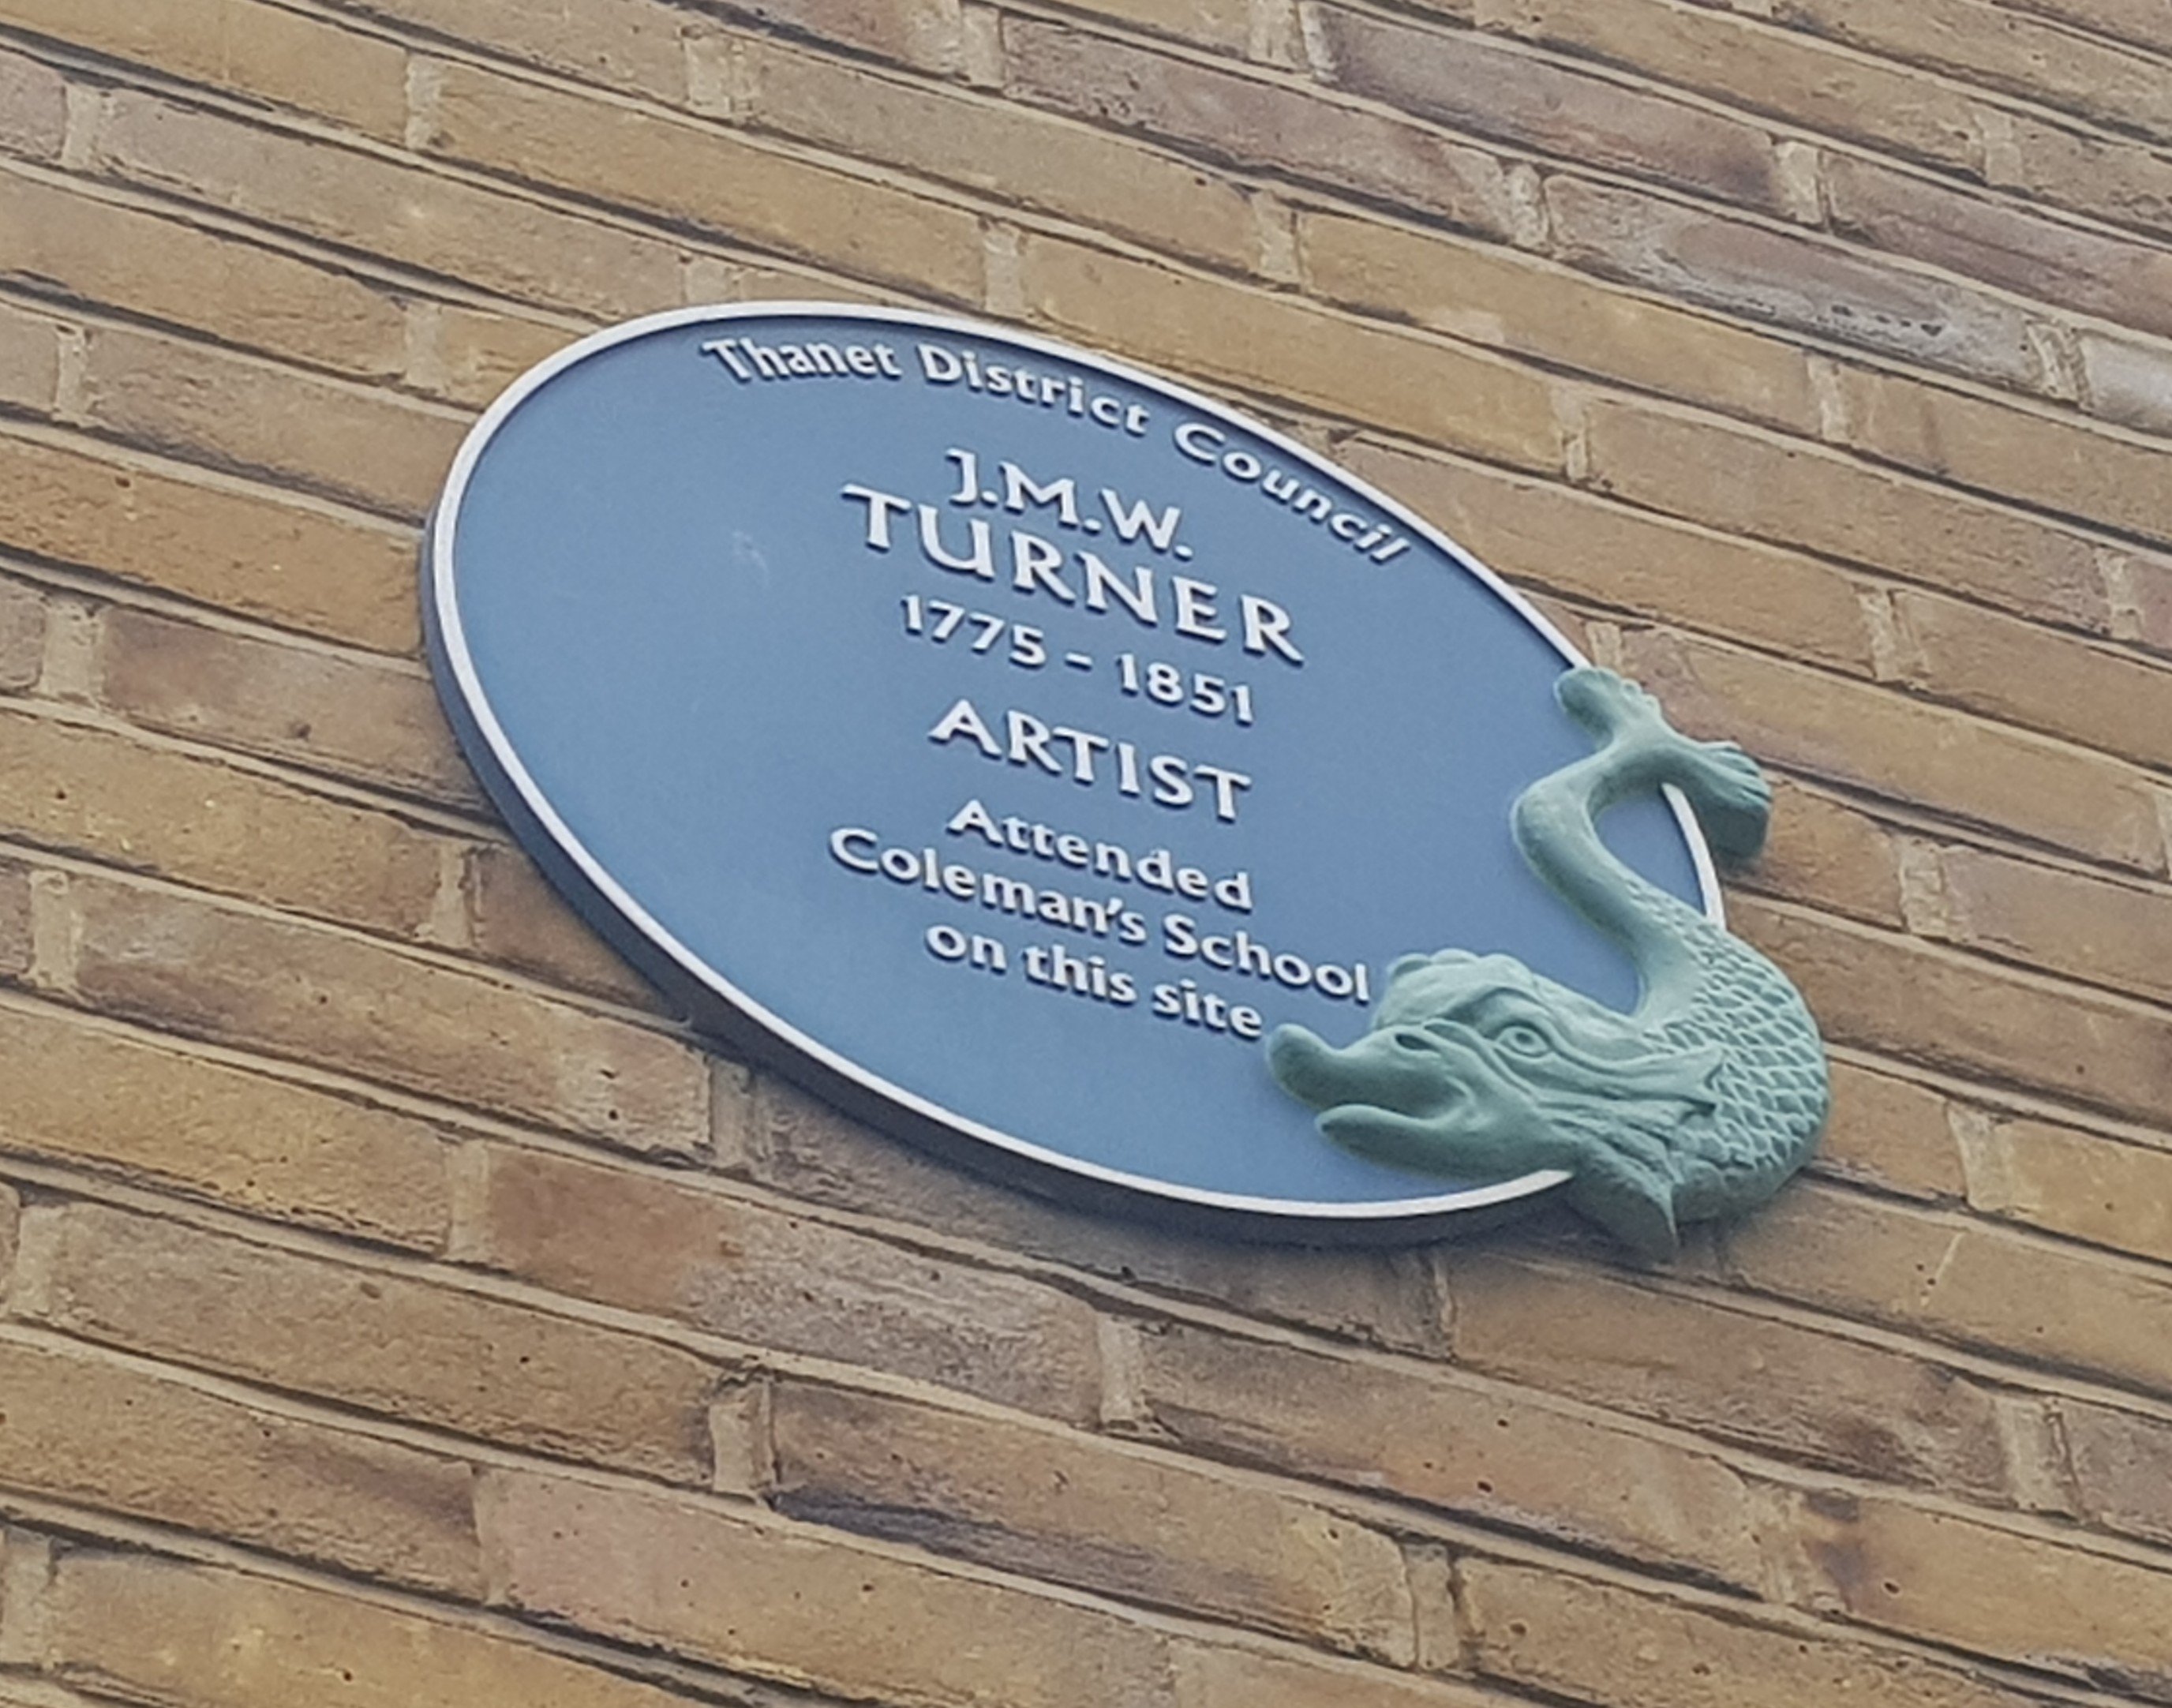 Thanet District Council
J.M.W.
TURNER
1775 - 1851
ARTIST
Attended
Coleman's School
on this site